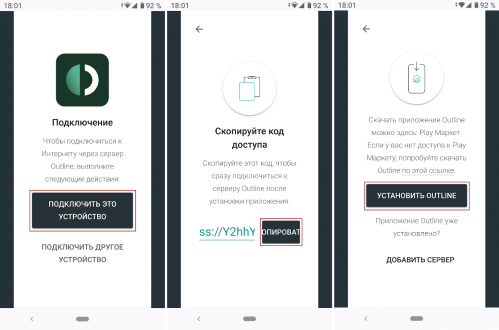 18:01
92 %
Подключение
Чтобы подключиться к
Интернету через сервер
Outline, выполните
следующие действия:
ПОДКЛЮЧИТЬ ЭТО
УСТРОЙСТВО
ПОДКЛЮЧИТЬ ДРУГОЕ
УСТРОЙСТВО
18:01
92 %
Скопируйте код
доступа
Скопируйте этот код, чтобы
сразу подключиться к
серверу Outline после
установки приложения.
ss://Y2hhY
ОПИРОВАТ
18:01
92 %
Скачать приложение Outline
можно здесь: Play Маркет.
Если у вас нет доступа к Play
Маркету, попробуйте скачать
Outline по этой ссылке.
УСТАНОВИТЬ OUTLINE
Приложение Outline уже
установлено?
ДОБАВИТЬ СЕРВЕР